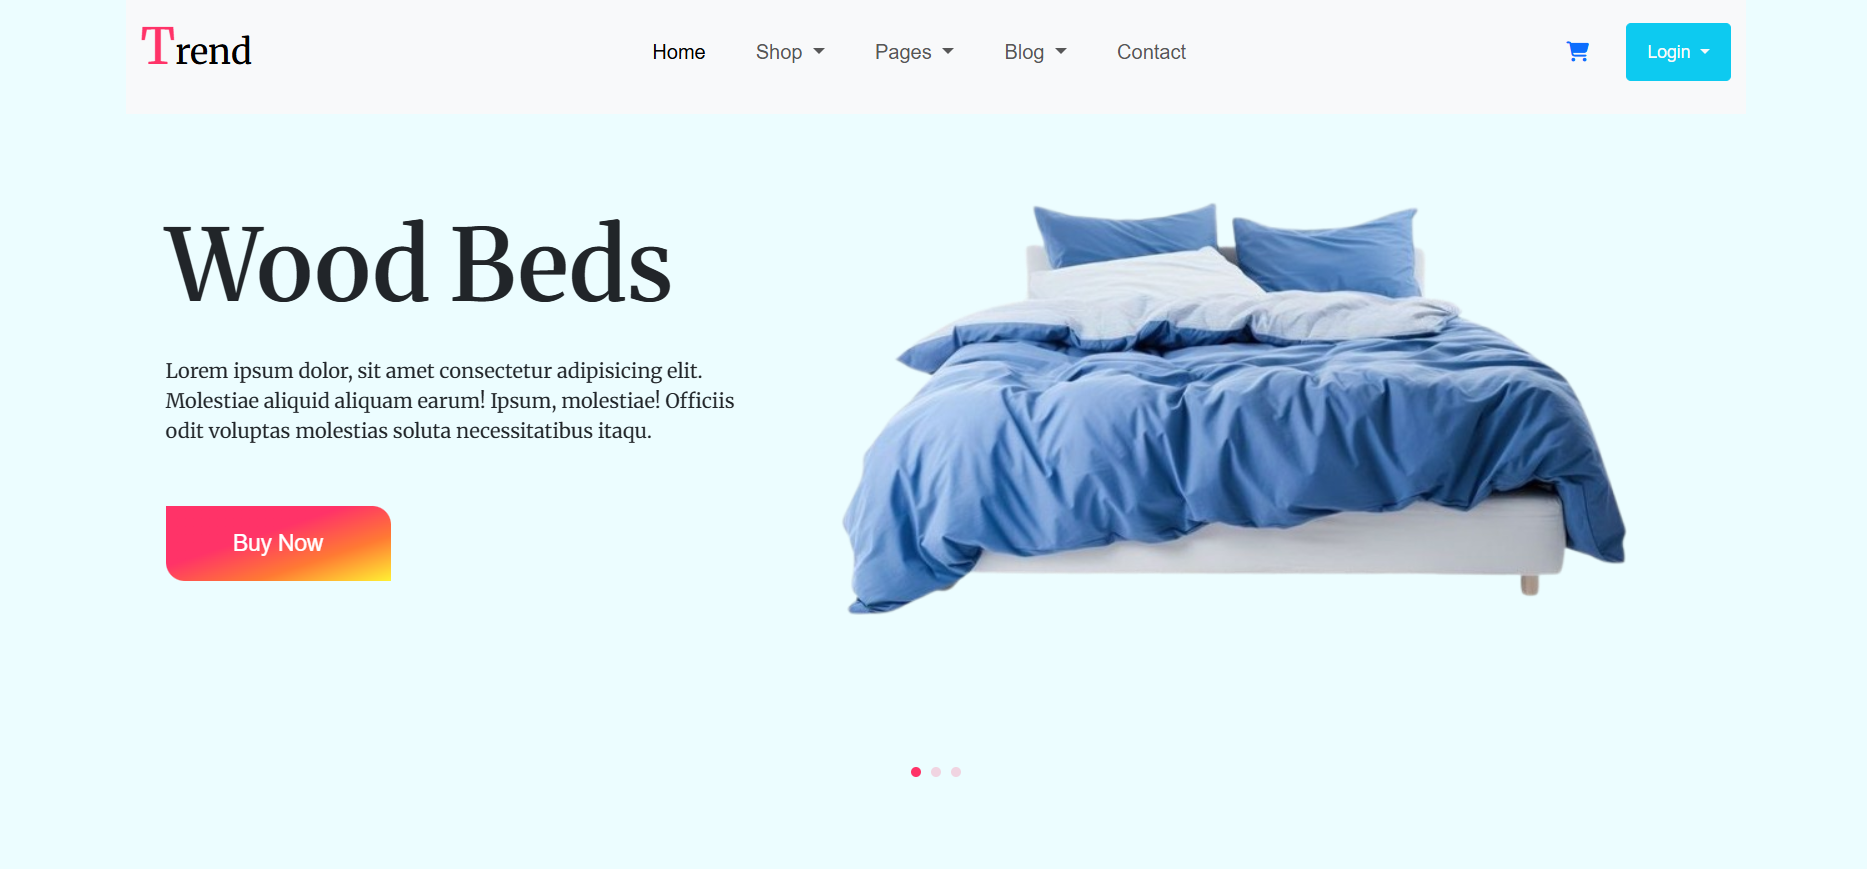 Trend
Home Shop Pages Blog Contact
Login
Wood Beds
Lorem ipsum dolor, sit amet consectetur adipisicing elit.
Molestiae aliquid aliquam earum! Ipsum, molestiae! Officiis
odit voluptas molestias soluta necessitatibus itaqu.
Buy Now